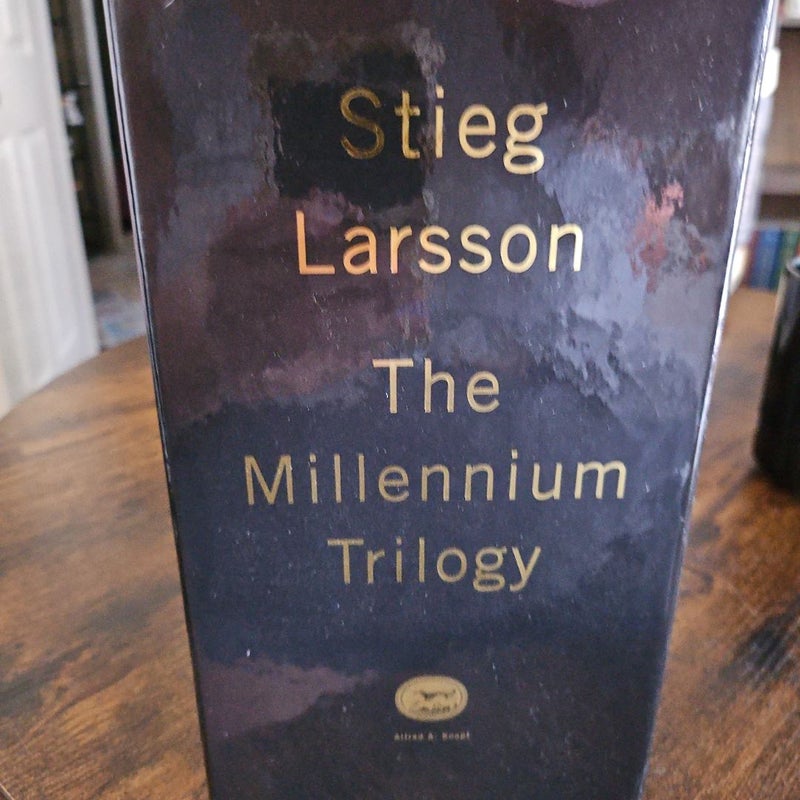 Stieg
Larsson
The
Millennium
Trilogy
Alfred A. Knopf